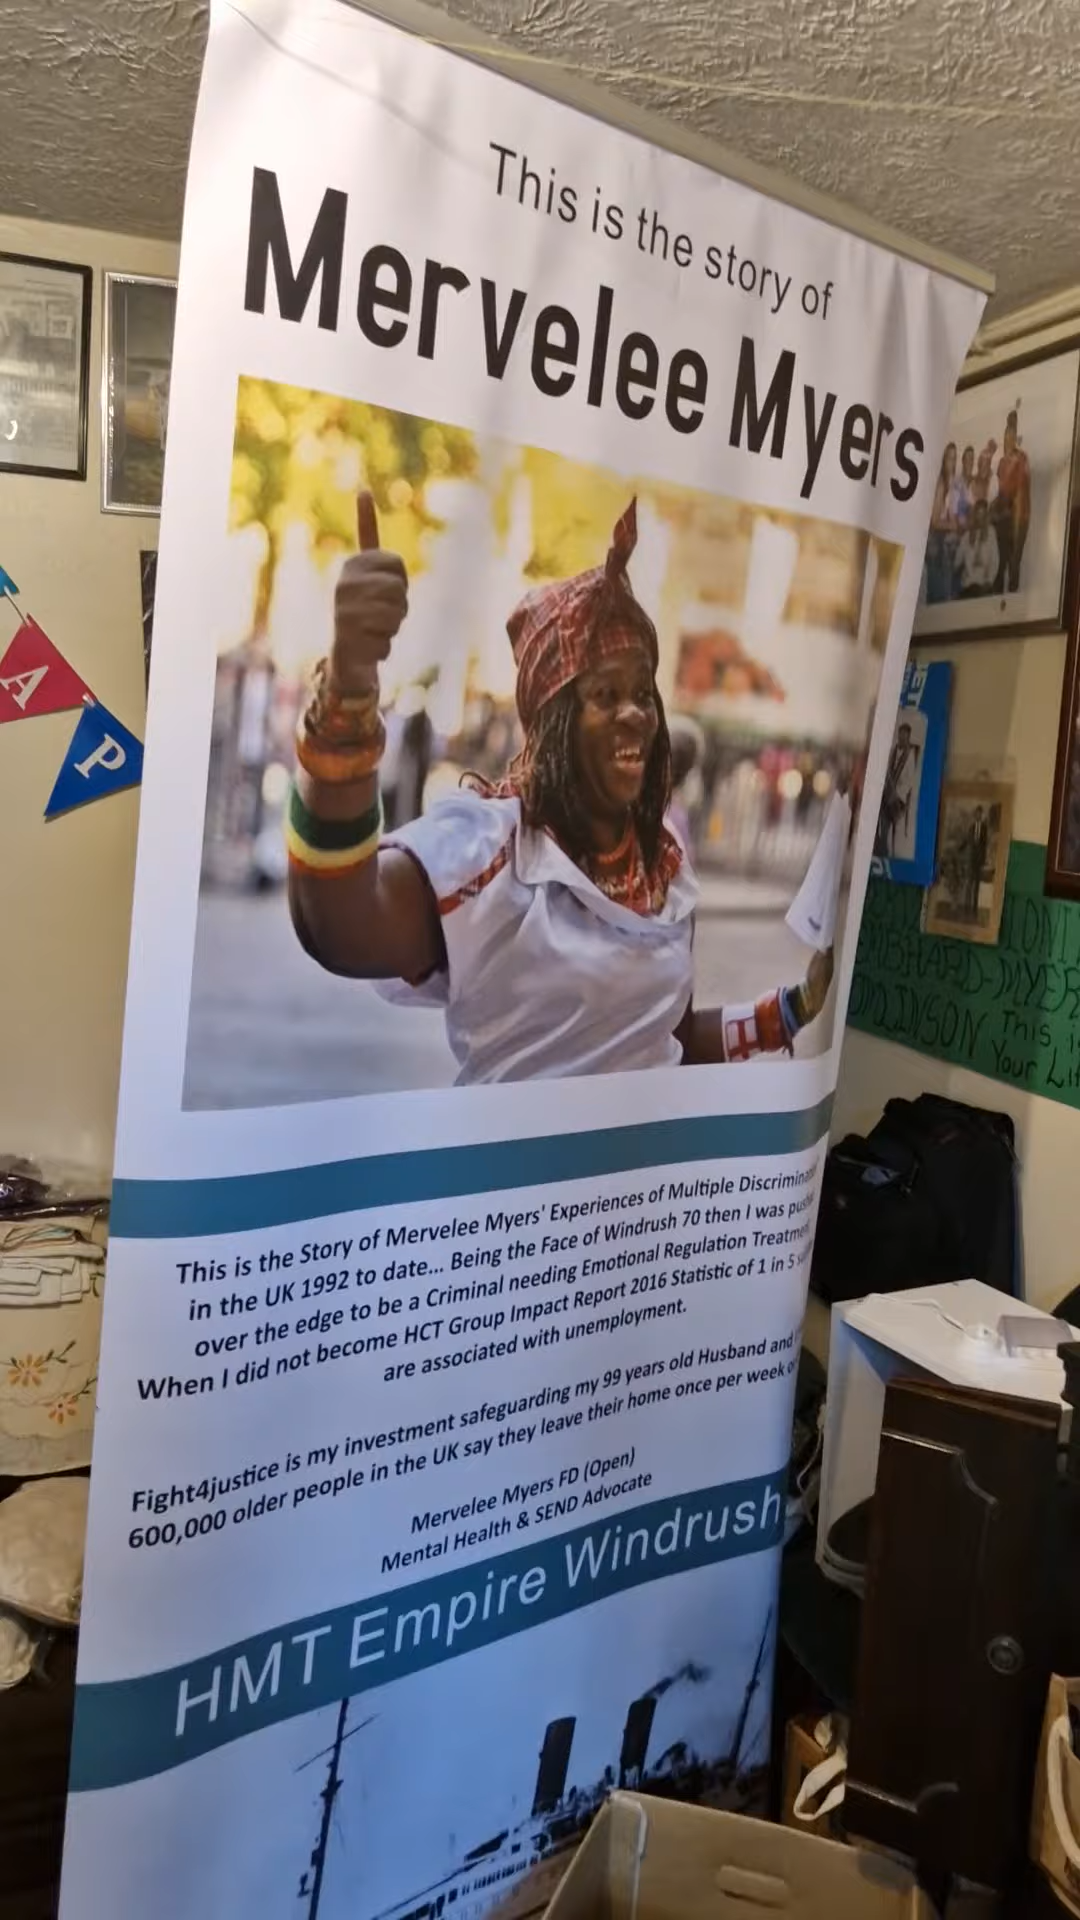 This is the story of
Mervelee Myers
This is the Story of Mervelee Myers' Experiences of Multiple
in the UK 1992 to date... Being the Face of Windrush 70 then I was
over the edge to be a Criminal needing Emotional Regulation
When I did not become HCT Group Impact Report 2016 Statistic of 1 in 5
are associated with unemployment.
Fight4justice is my investment safeguarding my 99 years old Husband and
600,000 older people in the UK say they leave their home once per week
Mervelee Myers FD (Open)
Mental Health & SEND Advocate
HMT Empire Windrush
A
P
This
Your